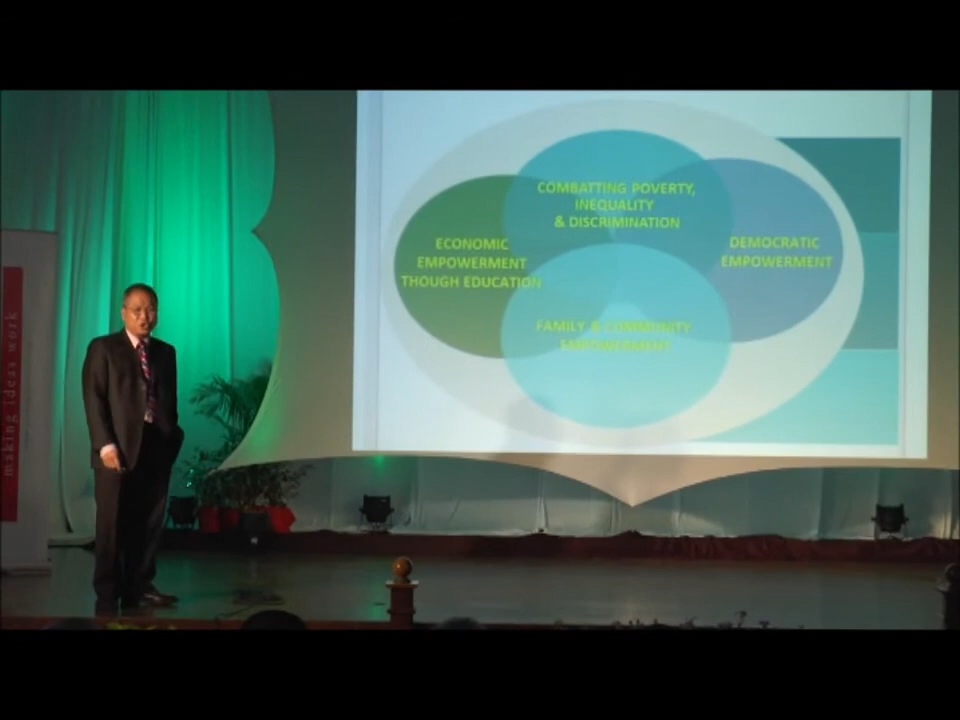 COMBATTING POVERTY,
INEQUALITY
& DISCRIMINATION
ECONOMIC
EMPOWERMENT
THOUGH EDUCATION
DEMOCRATIC
EMPOWERMENT
FAMILY & COMMUNITY
EMPOWERMENT
making ideas work